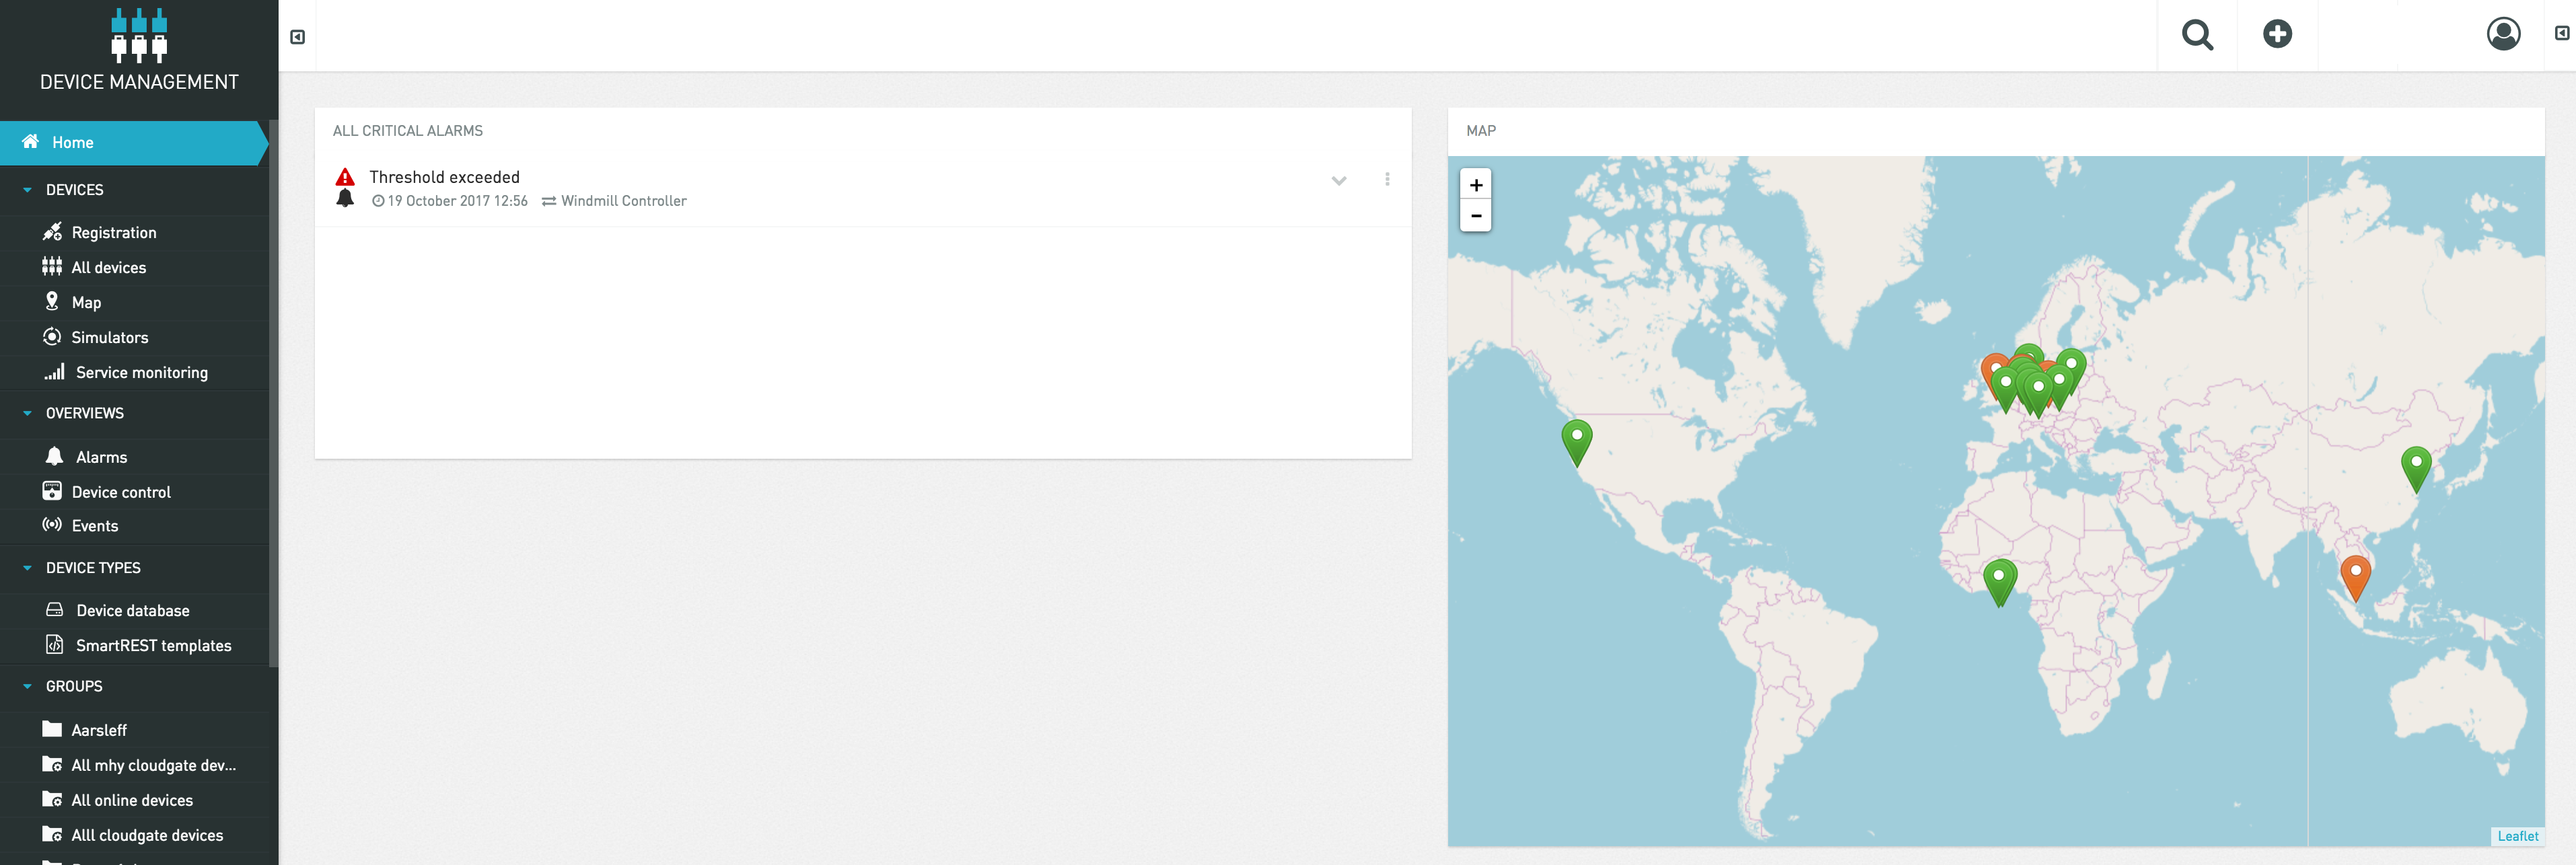 DEVICE MANAGEMENT
Home
DEVICES
Registration
All devices
Map
Simulators
Service monitoring
OVERVIEWS
Alarms
Device control
Events
DEVICE TYPES
Device database
SmartREST templates
GROUPS
Aarsleff
All mhy cloudgate dev...
All online devices
Alll cloudgate devices
ALL CRITICAL ALARMS
Threshold exceeded
19 October 2017 12:56 Windmill Controller
MAP
+
-
Leaflet